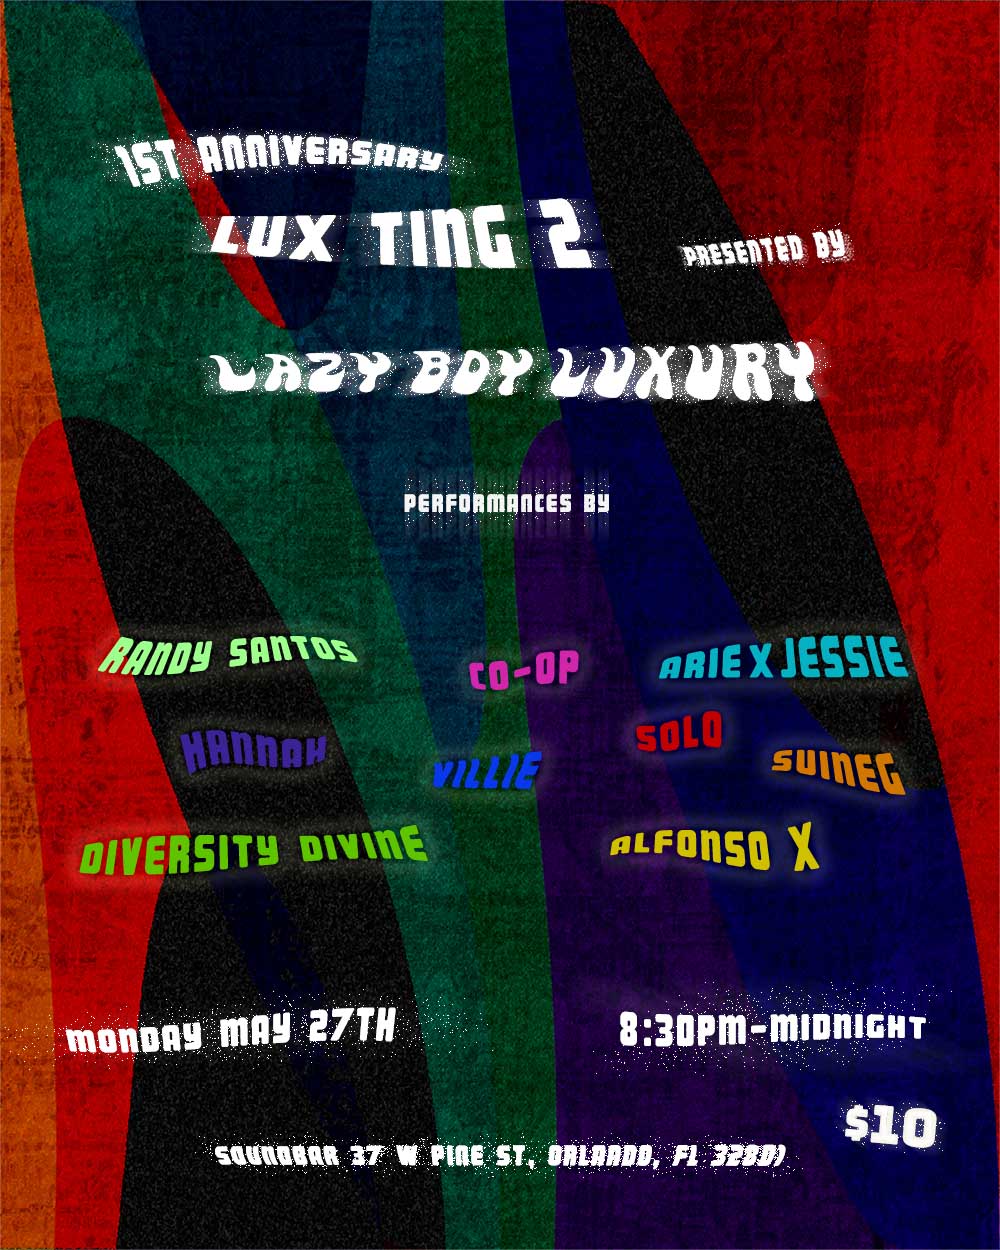 1ST ANNIVERSARY
LUX TING 2
PRESENTED BY
LAZY BOY LUXURY
PERFORMANCES BY
RANDY SANTOS
CO-OP
ARIE X JESSIE
HANNAH
VILLIE
SOLO
SUINEG
DIVERSITY DIVINE
ALFONSO X
MONDAY MAY 27TH
8:30PM-MIDNIGHT
$10
SOUNDBAR 37 W PINE ST, ORLANDO, FL 32801